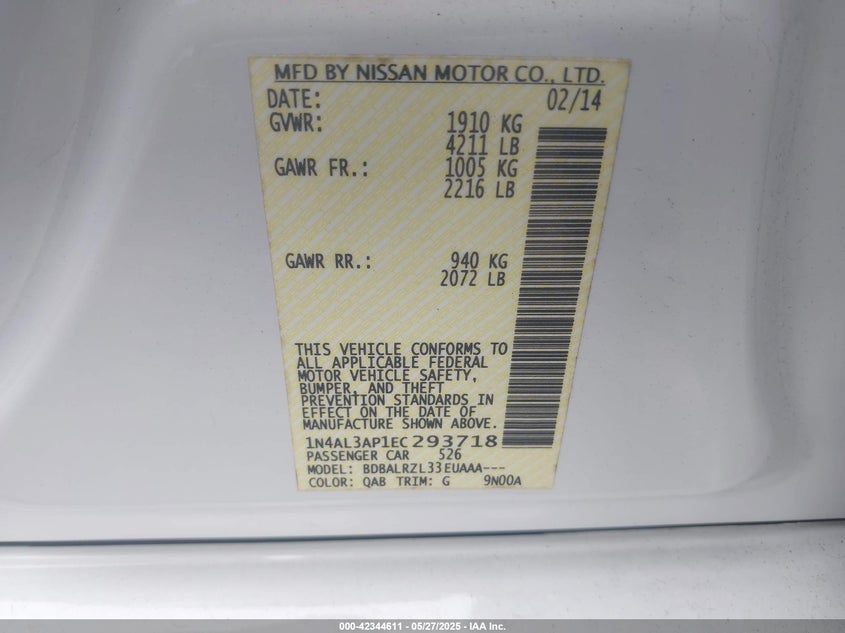 MFD BY NISSAN MOTOR CO., LTD.
DATE: 02/14
GVWR: 1910 KG
4211 LB
GAWR FR.: 1005 KG
2216 LB
GAWR RR.: 940 KG
2072 LB
THIS VEHICLE CONFORMS TO
ALL APPLICABLE FEDERAL
MOTOR VEHICLE SAFETY,
BUMPER, AND THEFT
PREVENTION STANDARDS IN
EFFECT ON THE DATE OF
MANUFACTURE SHOWN ABOVE.
1N4AL3AP1EC293718
PASSENGER CAR 526
MODEL: BDBALRZL33EUAAA---
COLOR: QAB TRIM: G 9N00A
000-42344611 - 05/27/2025 - IAA Inc.